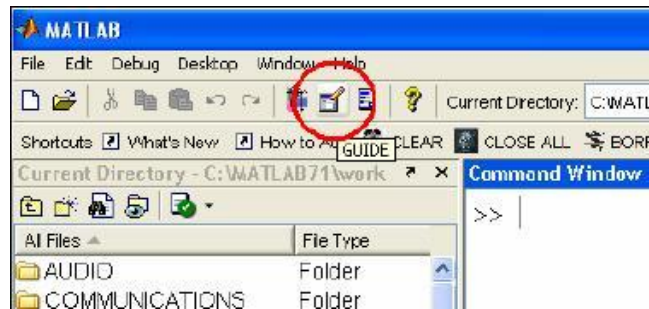 MATLAB
File Edit Debug Desktop Window Help
Current Directory: C:\MATL
Shortcuts What's New How to CLEAR CLOSE ALL BORR
GUIDE
Current Directory - C:\MATLAB71\work
Command Window
>>
All Files File Type
AUDIO Folder
COMMUNICATIONS Folder